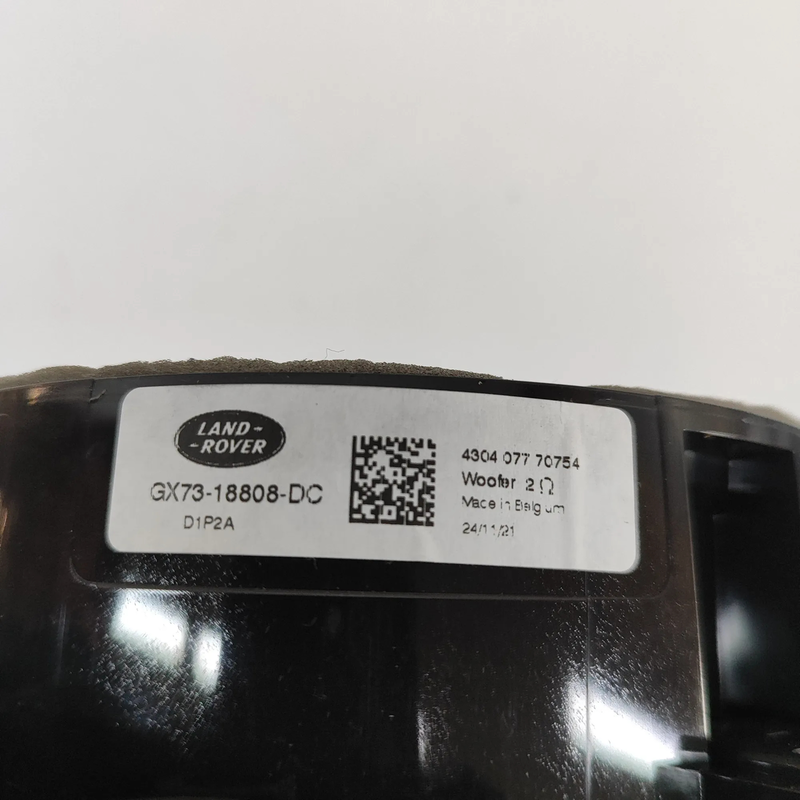 LAND-
-ROVER
GX73-18808-DC
D1P2A
4304 077 70754
Woofer 2 Ω
Made in Belgium
24/11/21